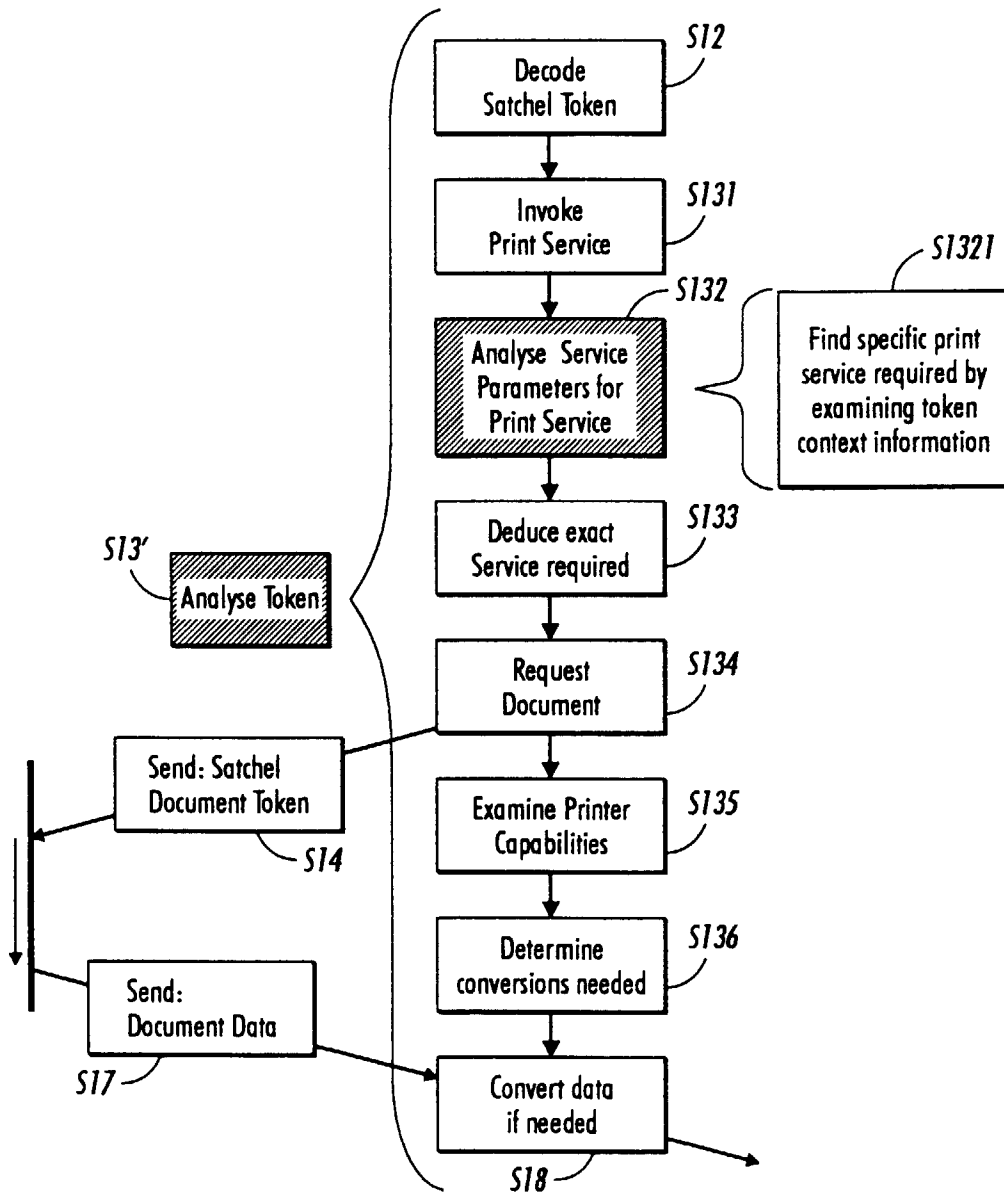 S12
Decode
Satchel Token
S131
Invoke
Print Service
S132
Analyse Service
Parameters for
Print Service
S1321
Find specific print
service required by
examining token
context information
S133
Deduce exact
Service required
S13'
Analyse Token
S134
Request
Document
Send: Satchel
Document Token
S14
S135
Examine Printer
Capabilities
S136
Determine
conversions needed
Send:
Document Data
S17
Convert data
if needed
S18